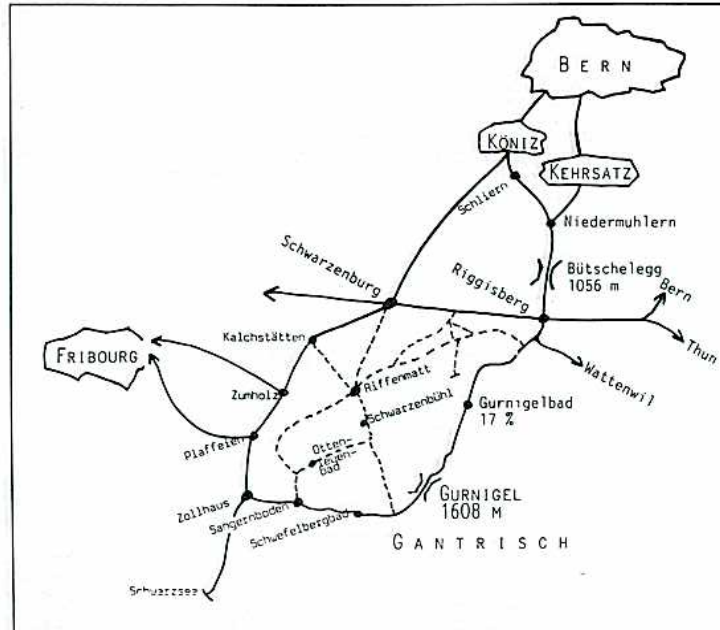 BERN
KÖNIZ
KEHRSATZ
Schliern
Niedermuhlern
Schwarzenburg
Riggisberg
Bütschelegg
1056 m
Bern
Thun
Wattenwil
Kalchstätten
FRIBOURG
Zumholz
Riffenmatt
Schwarzenbühl
Gurnigelbad
17 %
Plaffeien
Otten-
leuen-
bad
Zollhaus
Sangernboden
Schwefelbergbad
GURNIGEL
1608 M
GANTRISCH
Schwarzsee